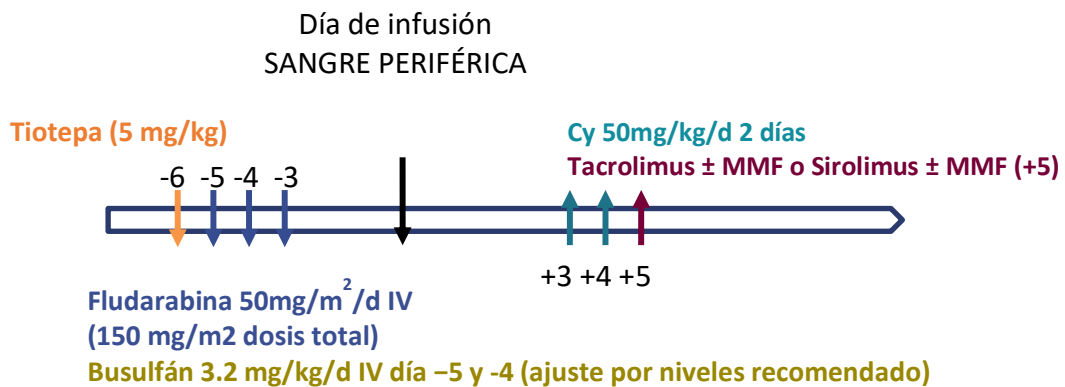 Día de infusión
SANGRE PERIFÉRICA
Tiotepa (5 mg/kg)
Cy 50mg/kg/d 2 días
Tacrolimus ± MMF o Sirolimus ± MMF (+5)
-6 -5 -4 -3
+3 +4 +5
Fludarabina 50mg/m²/d IV
(150 mg/m2 dosis total)
Busulfán 3.2 mg/kg/d IV día −5 y -4 (ajuste por niveles recomendado)